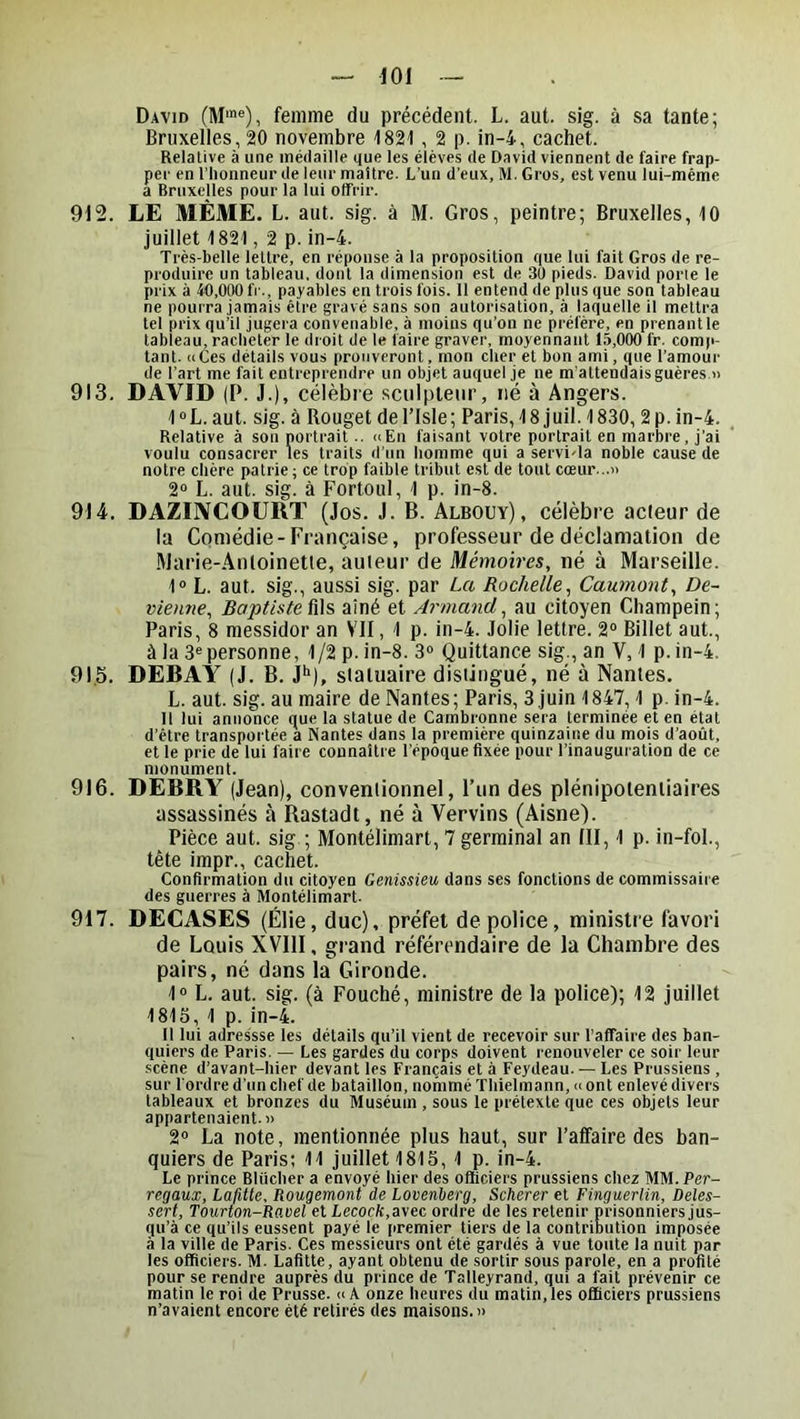 — 101 —
DAVID (Mme), femme du précédent. L. aut. sig. à sa tante;
Bruxelles, 20 novembre 1821 , 2 p. in-4, cachet.
Relative à une médaille que les élèves de David viennent de faire frap-
per en l'honneur de leur maître. L'un d'eux, M. Gros, est venu lui-même
à Bruxelles pour la lui offrir.
912. LE MÊME. L. aut. sig. à M. Gros, peintre; Bruxelles, 10
juillet 1821, 2 p. in-4.
Très-belle lettre, en réponse à la proposition que lui fait Gros de re-
produire un tableau, dont la dimension est de 30 pieds. David porte le
prix à 40,000 fr., payables en trois fois. Il entend de plus que son tableau
ne pourra jamais être gravé sans son autorisation, à laquelle il mettra
tel prix qu'il jugera convenable, à moins qu'on ne préfère, en prenant le
tableau, racheter le droit de le faire graver, moyennant 15,000 fr. comp-
tant. «Ces détails vous prouveront, mon cher et bon ami, que l'amour
de l'art me fait entreprendre un objet auquel je ne m'attendais guères.»
913. DAVID (P. J.), célèbre sculpteur, né à Angers.
1º L. aut. sig. à Rouget de l'Isle; Paris, 18 juil. 1830, 2 p. in-4.
Relative à son portrait .. «En faisant votre portrait en marbre, j'ai
voulu consacrer les traits d'un homme qui a servi la noble cause de
notre chère patrie; ce trop faible tribut est de tout cœur...»
2º L. aut. sig. à Fortoul, 1 p. in-8.
914. DAZINCOURT (Jos. J. B. ALBOUY), célèbre acteur de
la Comédie-Française, professeur de déclamation de
Marie-Antoinette, auteur de Mémoires, né à Marseille.
1º L. aut. sig., aussi sig. par La Rochelle, Caumont, De-
vienne, Baptiste fils aîné et Armand, au citoyen Champein;
Paris, 8 messidor an VII, 1 p. in-4. Jolie lettre. 2º Billet aut.,
à la 3e personne, 1/2 p. in-8. 3º Quittance sig., an V, 1 p. in-4.
915. DEBAY (J. B. Jh), statuaire distingué, né à Nantes.
L. aut. sig. au maire de Nantes; Paris, 3 juin 1847, 1 p. in-4.
Il lui annonce que la statue de Cambronne sera terminée et en état
d'être transportée à Nantes dans la première quinzaine du mois d'août,
et le prie de lui faire connaître l'époque fixée pour l'inauguration de ce
monument.
916. DEBRY (Jean), conventionnel, l'un des plénipotentiaires
assassinés à Rastadt, né à Vervins (Aisne).
Pièce aut. sig ; Montélimart, 7 germinal an III, 1 p. in-fol.,
tête impr., cachet.
Confirmation du citoyen Genissieu dans ses fonctions de commissaire
des guerres à Montélimart.
917. DECASES (Élie, duc), préfet de police, ministre favori
de Louis XVIII, grand référendaire de la Chambre des
pairs, né dans la Gironde.
1º L. aut. sig. (à Fouché, ministre de la police); 12 juillet
1815, 1 p. in-4.
Il lui adressse les détails qu'il vient de recevoir sur l'affaire des ban-
quiers de Paris. — Les gardes du corps doivent renouveler ce soir leur
scène d'avant-hier devant les Français et à Feydeau. — Les Prussiens ,
sur l'ordre d'un chef de bataillon, nommé Thielmann, «ont enlevé divers
tableaux et bronzes du Muséum , sous le prétexte que ces objets leur
appartenaient.»
2º La note, mentionnée plus haut, sur l'affaire des ban-
quiers de Paris; 11 juillet 1815, 1 p. in-4.
Le prince Blücher a envoyé hier des officiers prussiens chez MM. Per-
regaux, Lafitte, Rougemont de Lovenberg, Scherer et Finguerlin, Deles-
sert, Tourton-Ravel et Lecock, avec ordre de les retenir prisonniers jus-
qu'à ce qu'ils eussent payé le premier tiers de la contribution imposée
à la ville de Paris. Ces messieurs ont été gardés à vue toute la nuit par
les officiers. M. Lafitte, ayant obtenu de sortir sous parole, en a profité
pour se rendre auprès du prince de Talleyrand, qui a fait prévenir ce
matin le roi de Prusse. «A onze heures du matin, les officiers prussiens
n'avaient encore été retirés des maisons.»